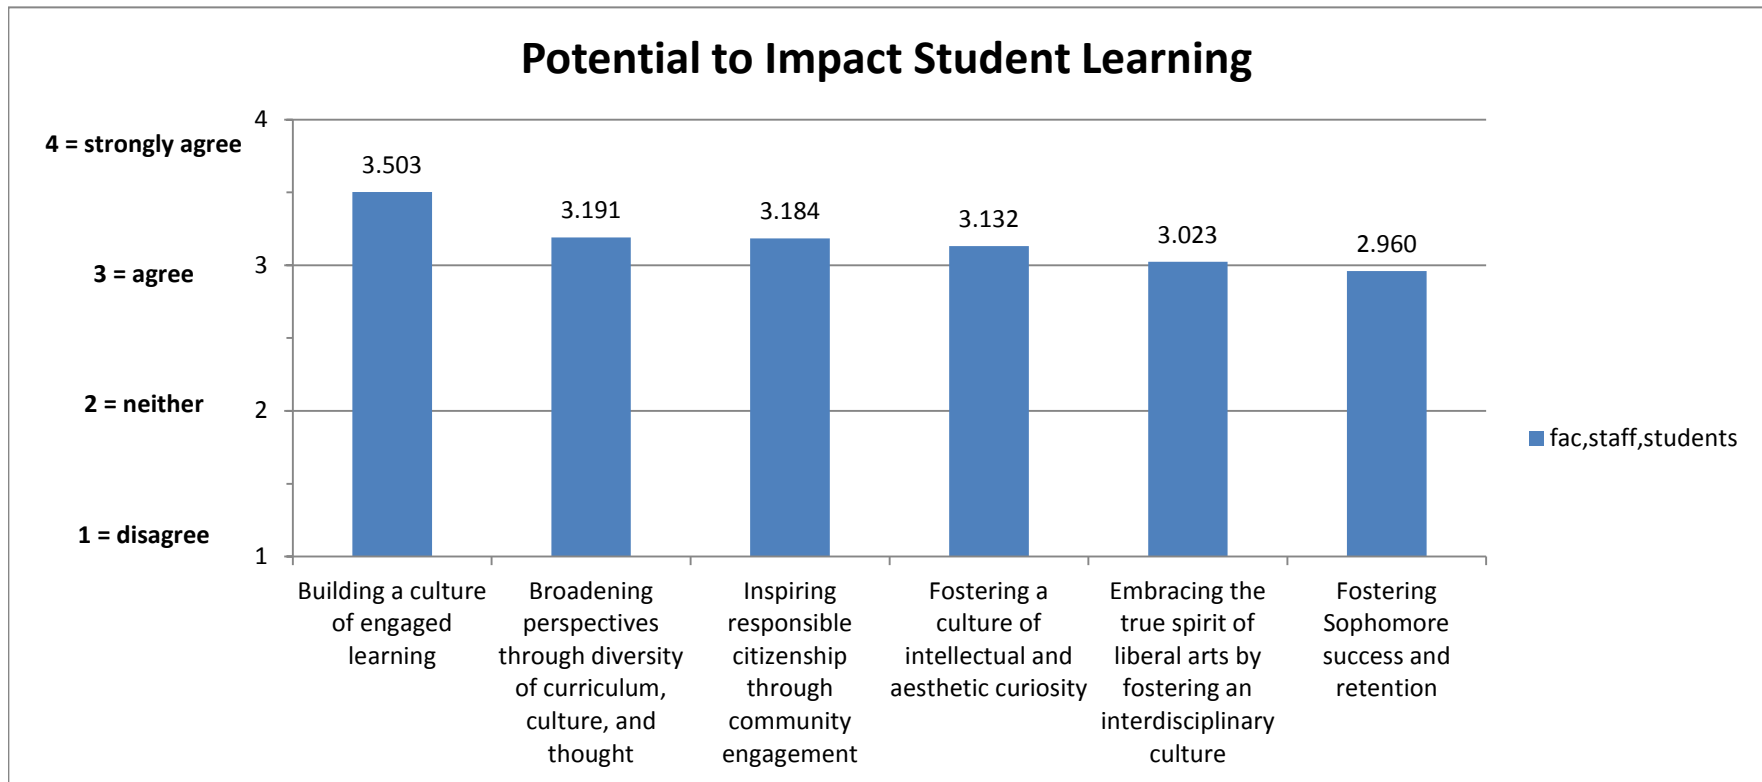 Potential to Impact Student Learning
4 = strongly agree
3 = agree
2 = neither
1 = disagree
4
3
2
1
3.503
3.191
3.184
3.132
3.023
2.960
Building a culture
of engaged
learning
Broadening
perspectives
through diversity
of curriculum,
culture, and
thought
Inspiring
responsible
citizenship
through
community
engagement
Fostering a
culture of
intellectual and
aesthetic curiosity
Embracing the
true spirit of
liberal arts by
fostering an
interdisciplinary
culture
Fostering
Sophomore
success and
retention
fac,staff,students